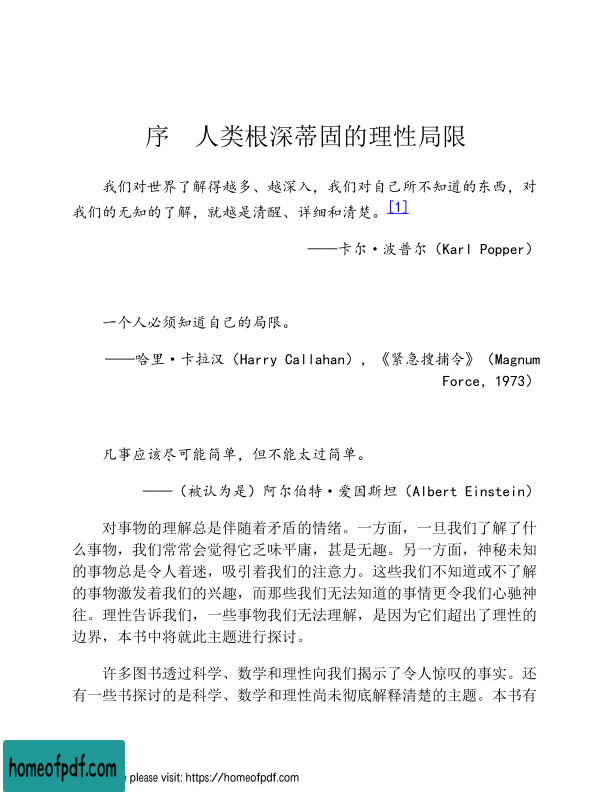 序　人类根深蒂固的理性局限
我们对世界了解得越多、越深入，我们对自己所不知道的东西，对
我们的无知的了解，就越是清醒、详细和清楚。[1]
——卡尔·波普尔（Karl Popper）
一个人必须知道自己的局限。
——哈里·卡拉汉（Harry Callahan），《紧急搜捕令》（Magnum
Force，1973）
凡事应该尽可能简单，但不能太过简单。
——（被认为是）阿尔伯特·爱因斯坦（Albert Einstein）
对事物的理解总是伴随着矛盾的情绪。一方面，一旦我们了解了什
么事物，我们常常会觉得它乏味平庸，甚是无趣。另一方面，神秘未知
的事物总是令人着迷，吸引着我们的注意力。这些我们不知道或不了解
的事物激发着我们的兴趣，而那些我们无法知道的事情更令我们心驰神
往。理性告诉我们，一些事物我们无法理解，是因为它们超出了理性的
边界，本书中将就此主题进行探讨。
许多图书透过科学、数学和理性向我们揭示了令人惊叹的事实。还
有一些书探讨的是科学、数学和理性尚未彻底解释清楚的主题。本书有
homeofpdf.com
please visit: https://homeofpdf.com